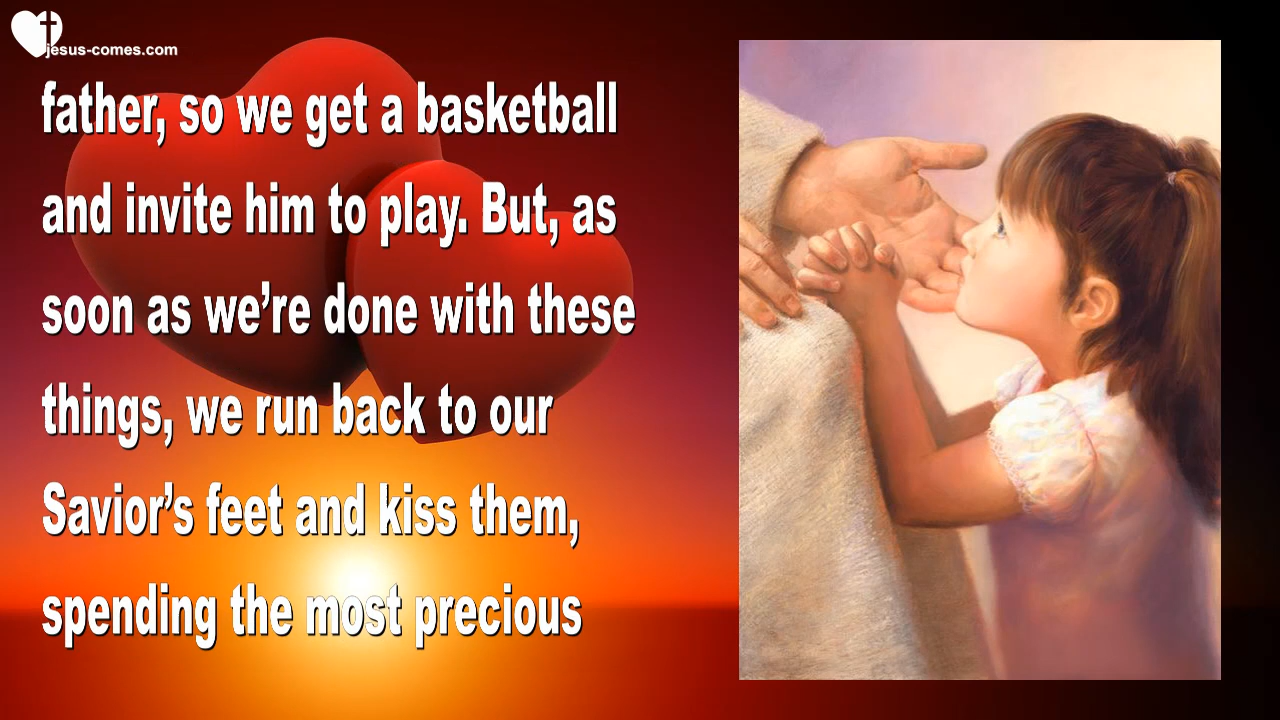 jesus-comes.com
father, so we get a basketball
and invite him to play. But, as
soon as we’re done with these
things, we run back to our
Savior’s feet and kiss them,
spending the most precious